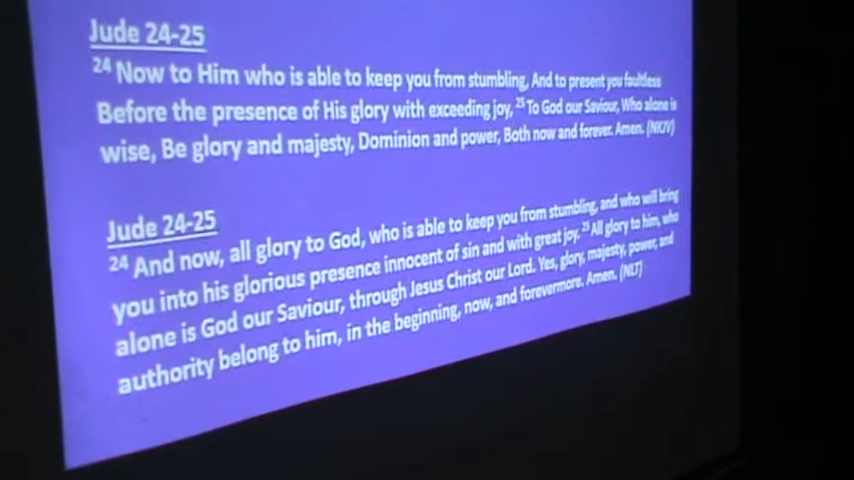 Jude 24-25
24 Now to Him who is able to keep you from stumbling, And to present you faultless
Before the presence of His glory with exceeding joy, 25 To God our Saviour, Who alone is
wise, Be glory and majesty, Dominion and power, Both now and forever. Amen. (NKJV)
Jude 24-25
24 And now, all glory to God, who is able to keep you from stumbling, and who will bring
you into his glorious presence innocent of sin and with great joy. 25 All glory to him, who
alone is God our Saviour, through Jesus Christ our Lord. Yes, glory, majesty, power, and
authority belong to him, in the beginning, now, and forevermore. Amen. (NLT)